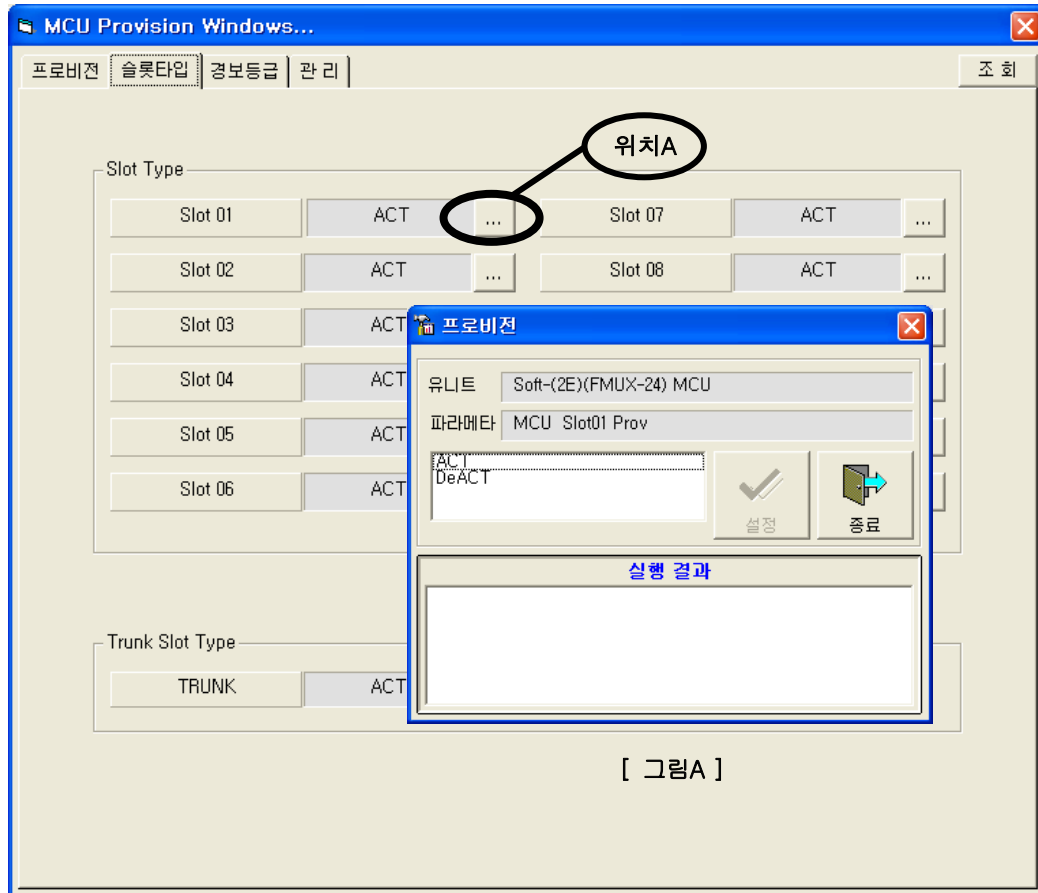 MCU Provision Windows...
프로비전 슬롯타입 경보등급 관 리 조 회
위치A
Slot Type
Slot 01 ACT ... Slot 07 ACT ...
Slot 02 ACT ... Slot 08 ACT ...
Slot 03 ACT
Slot 04 ACT
Slot 05 ACT
Slot 06 ACT
프로비전
유니트 Soft-(2E)(FMUX-24) MCU
파라메타 MCU Slot01 Prov
ACT
DeACT
설정 종료
실행 결과
Trunk Slot Type
TRUNK ACT
[ 그림A ]